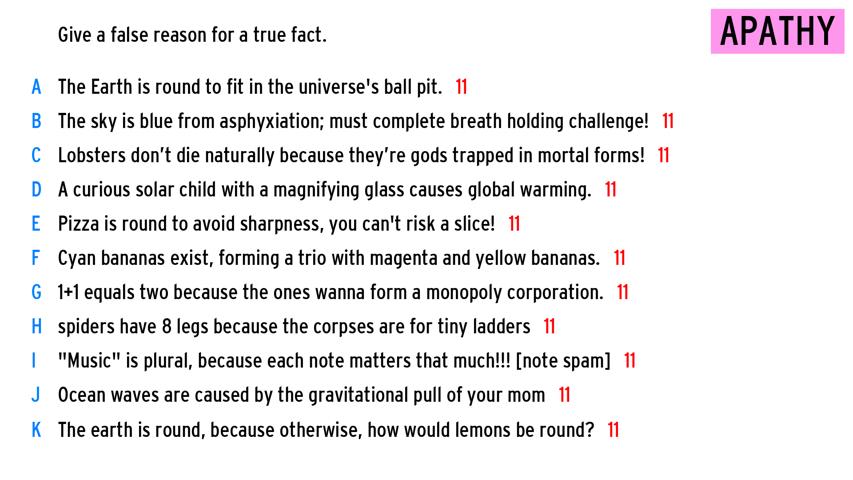 Give a false reason for a true fact.
APATHY
A The Earth is round to fit in the universe's ball pit. 11
B The sky is blue from asphyxiation; must complete breath holding challenge! 11
C Lobsters don’t die naturally because they’re gods trapped in mortal forms! 11
D A curious solar child with a magnifying glass causes global warming. 11
E Pizza is round to avoid sharpness, you can't risk a slice! 11
F Cyan bananas exist, forming a trio with magenta and yellow bananas. 11
G 1+1 equals two because the ones wanna form a monopoly corporation. 11
H spiders have 8 legs because the corpses are for tiny ladders 11
I "Music" is plural, because each note matters that much!!! [note spam] 11
J Ocean waves are caused by the gravitational pull of your mom 11
K The earth is round, because otherwise, how would lemons be round? 11